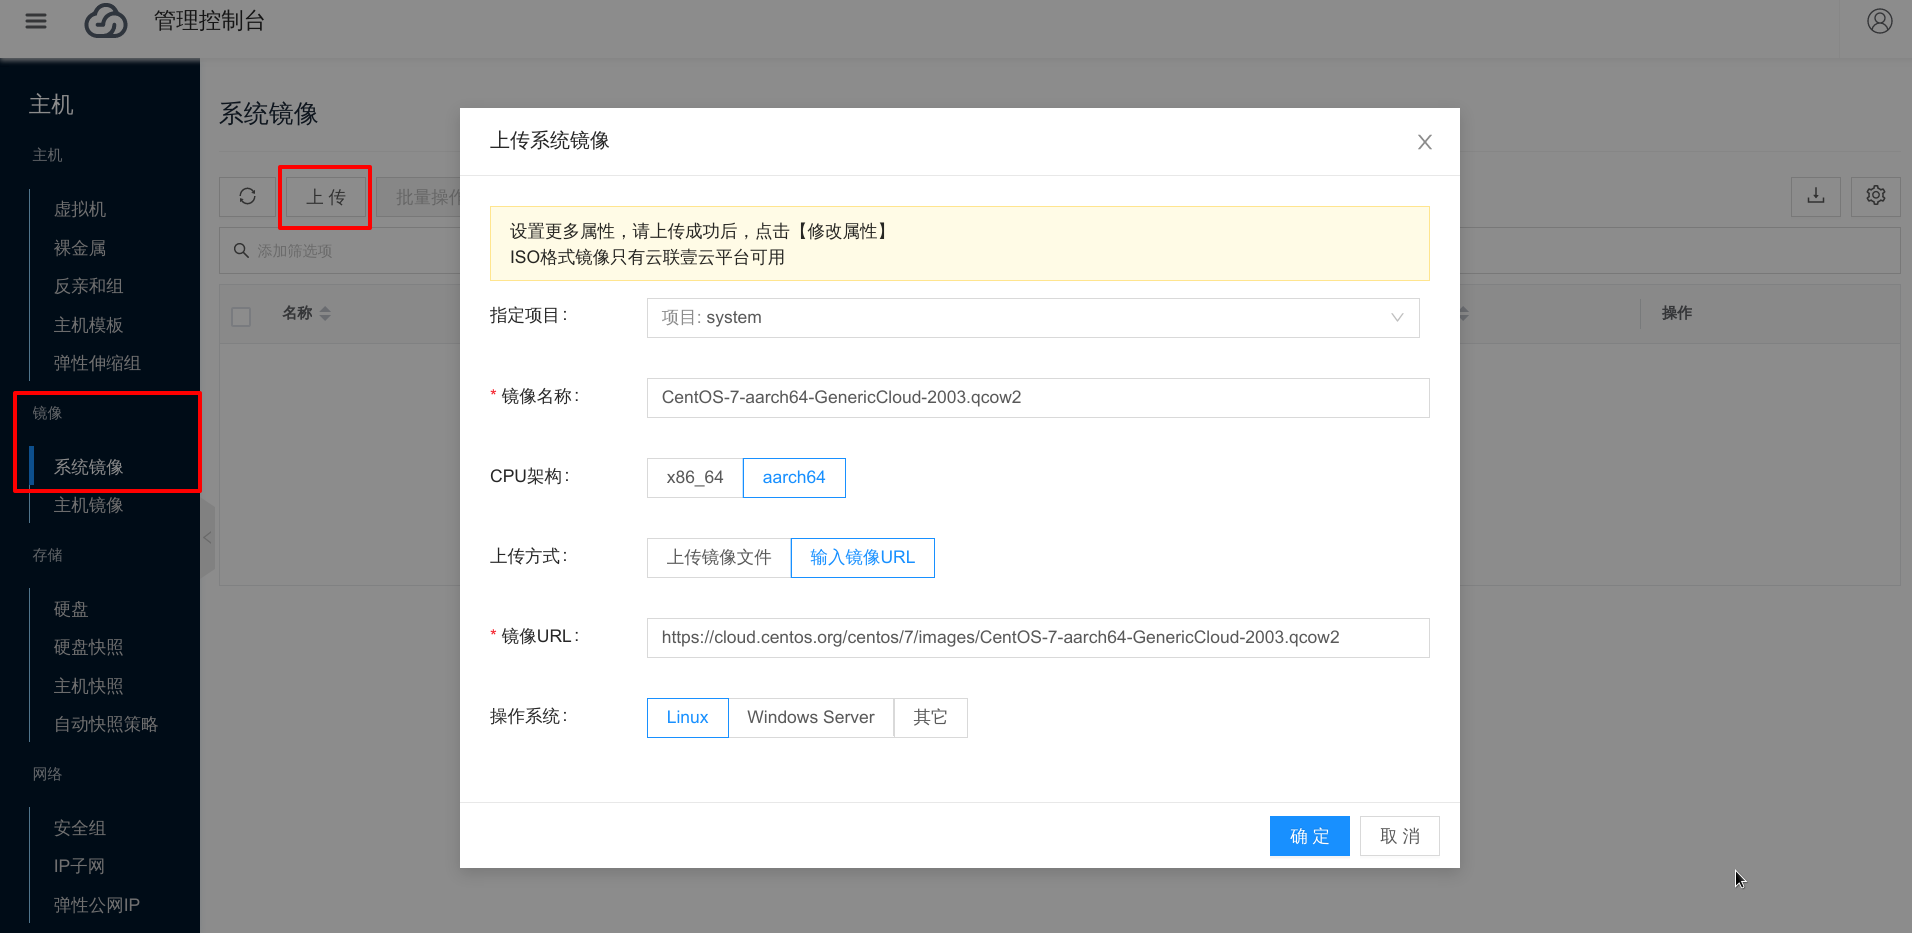 管理控制台
主机
主机
虚拟机
裸金属
反亲和组
主机模板
弹性伸缩组
镜像
系统镜像
主机镜像
存储
硬盘
硬盘快照
主机快照
自动快照策略
网络
安全组
IP子网
弹性公网IP
系统镜像
上 传
批量操作
添加筛选项
名称
操作
上传系统镜像
设置更多属性，请上传成功后，点击【修改属性】
ISO格式镜像只有云联壹云平台可用
指定项目:
项目: system
* 镜像名称:
CentOS-7-aarch64-GenericCloud-2003.qcow2
CPU架构:
x86_64 aarch64
上传方式:
上传镜像文件 输入镜像URL
* 镜像URL:
https://cloud.centos.org/centos/7/images/CentOS-7-aarch64-GenericCloud-2003.qcow2
操作系统:
Linux Windows Server 其它
确 定 取 消